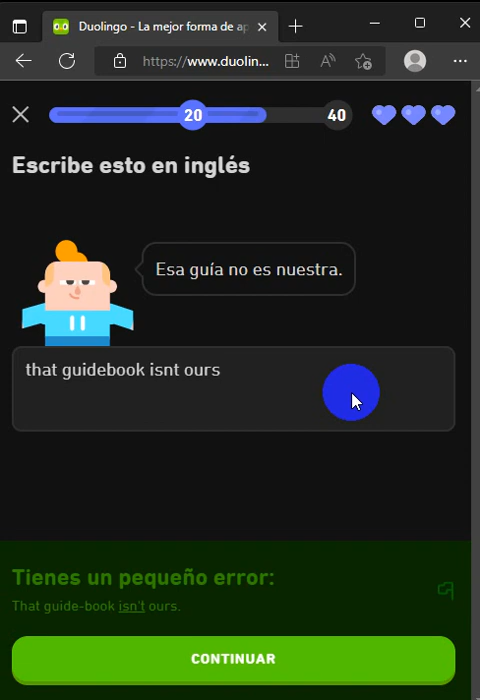 Duolingo - La mejor forma de ap
https://www.duolin...
20
40
Escribe esto en inglés
Esa guía no es nuestra.
that guidebook isnt ours
Tienes un pequeño error:
That guide-book isn't ours.
CONTINUAR